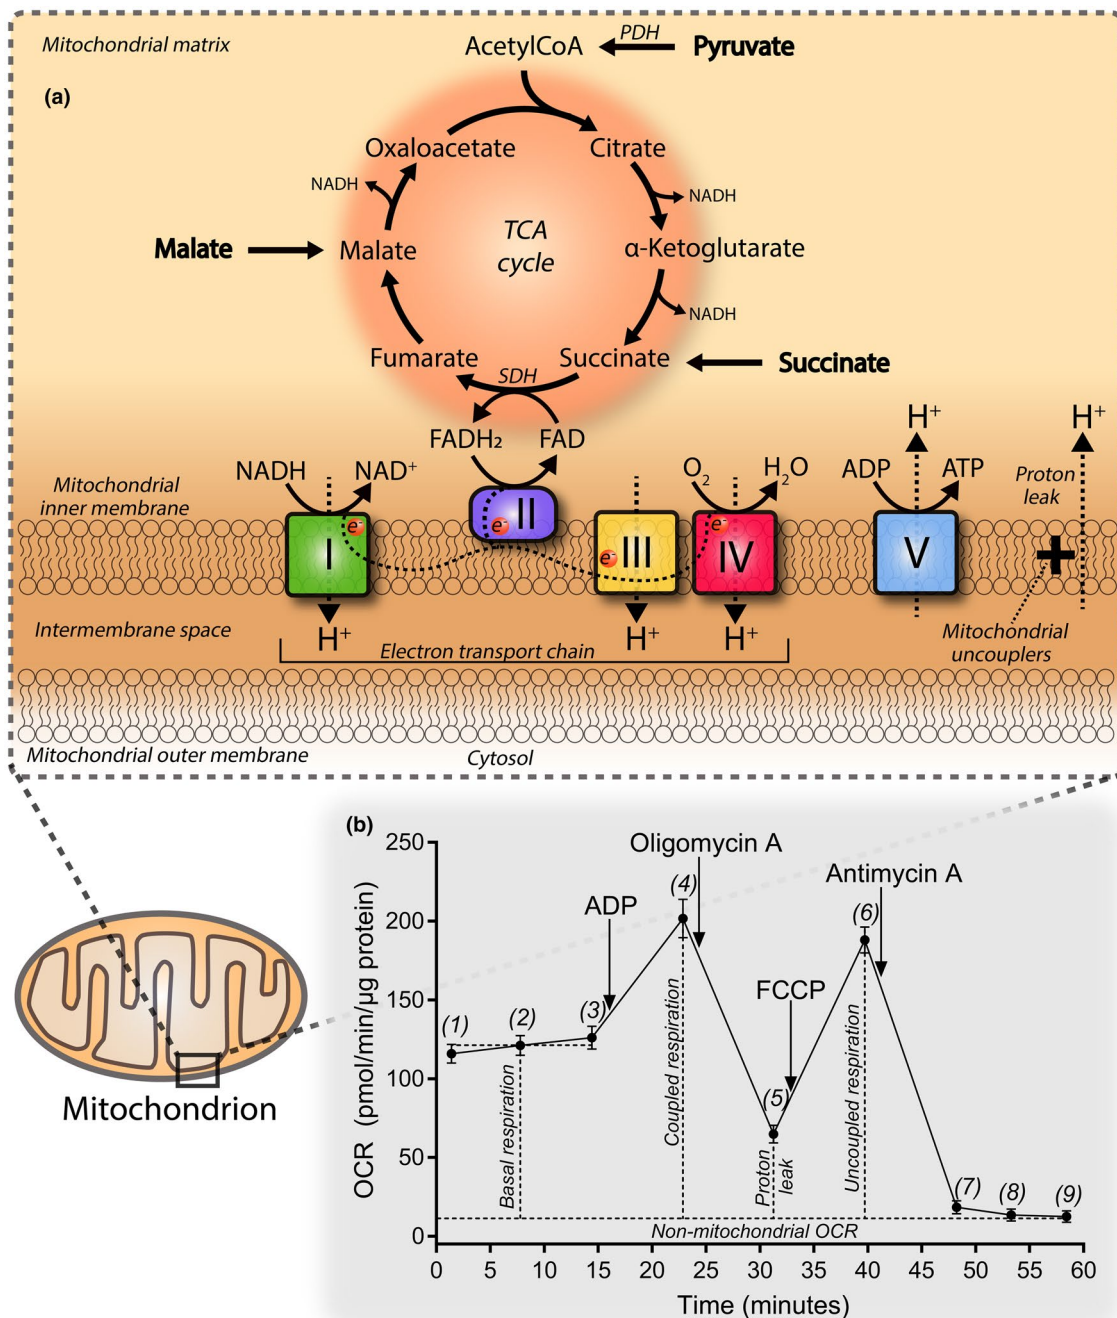 Mitochondrial matrix
(a)
AcetylCoA
PDH
Pyruvate
Oxaloacetate
Citrate
NADH
NADH
Malate
Malate
TCA
cycle
α-Ketoglutarate
NADH
Fumarate
Succinate
Succinate
SDH
FADH₂
FAD
H⁺
H⁺
NADH
NAD⁺
O₂
H₂O
ADP
ATP
Proton
leak
Mitochondrial
inner membrane
I
e⁻
II
e⁻
III
e⁻
IV
e⁻
V
+
Intermembrane space
H⁺
Electron transport chain
H⁺
H⁺
Mitochondrial
uncouplers
Mitochondrial outer membrane
Cytosol
Mitochondrion
(b)
OCR (pmol/min/µg protein)
250
200
150
100
50
0
(1)
(2)
(3)
ADP
(4)
Oligomycin A
(5)
FCCP
(6)
Antimycin A
(7)
(8)
(9)
Basal respiration
Coupled respiration
Proton
leak
Uncoupled respiration
Non-mitochondrial OCR
0 5 10 15 20 25 30 35 40 45 50 55 60
Time (minutes)